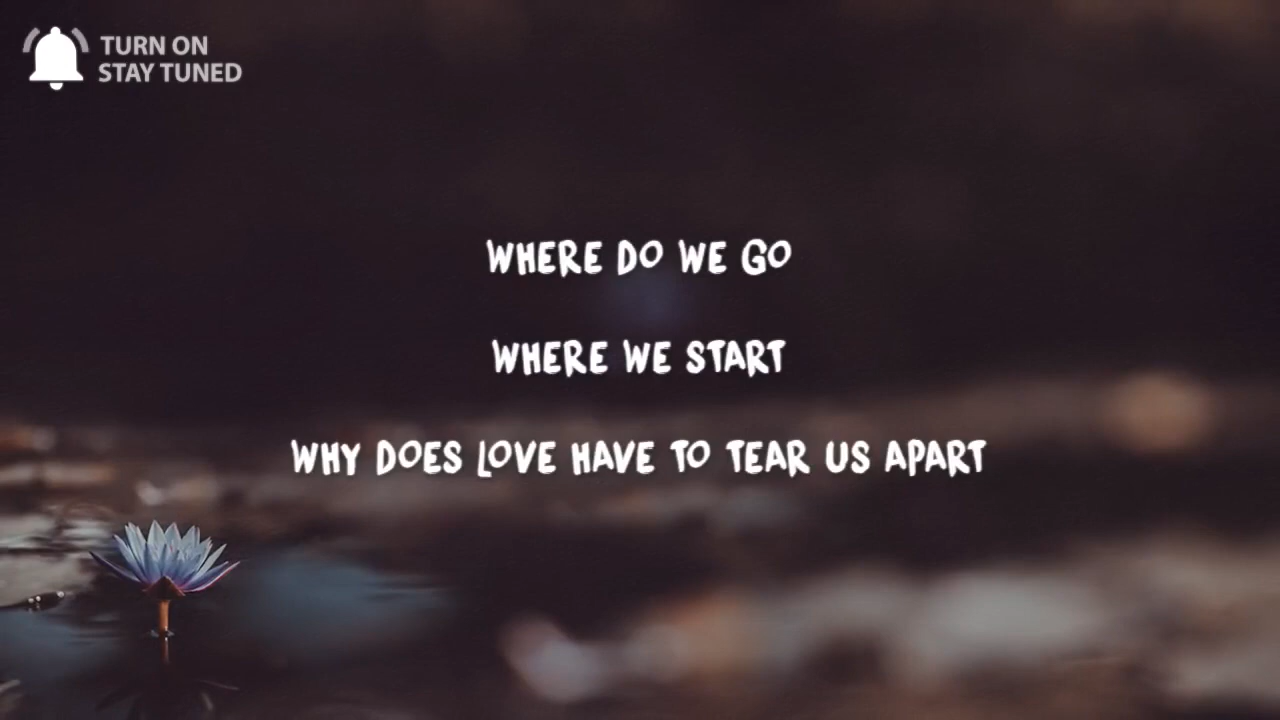 TURN ON
STAY TUNED
WHERE DO WE GO
WHERE WE START
WHY DOES LOVE HAVE TO TEAR US APART